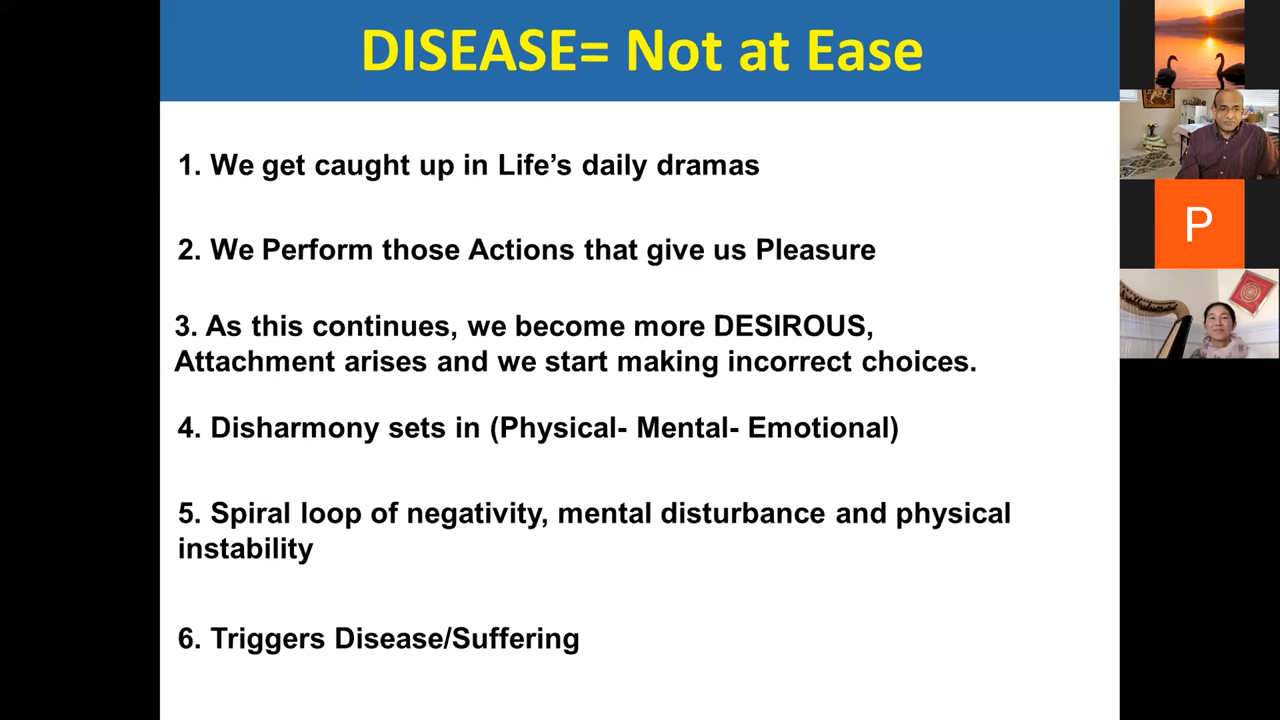 DISEASE= Not at Ease
1. We get caught up in Life’s daily dramas
2. We Perform those Actions that give us Pleasure
3. As this continues, we become more DESIROUS,
Attachment arises and we start making incorrect choices.
4. Disharmony sets in (Physical- Mental- Emotional)
5. Spiral loop of negativity, mental disturbance and physical
instability
6. Triggers Disease/Suffering
P